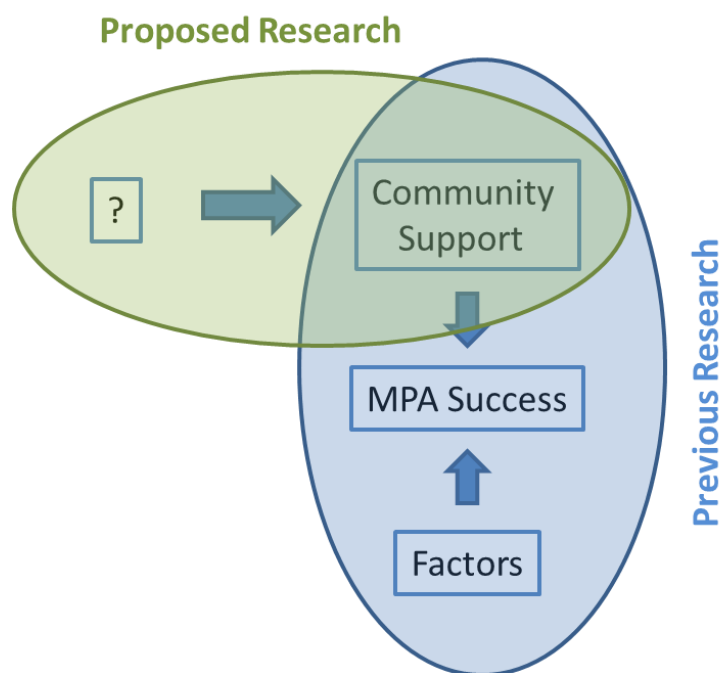 Proposed Research
?
Community
Support
MPA Success
Factors
Previous Research